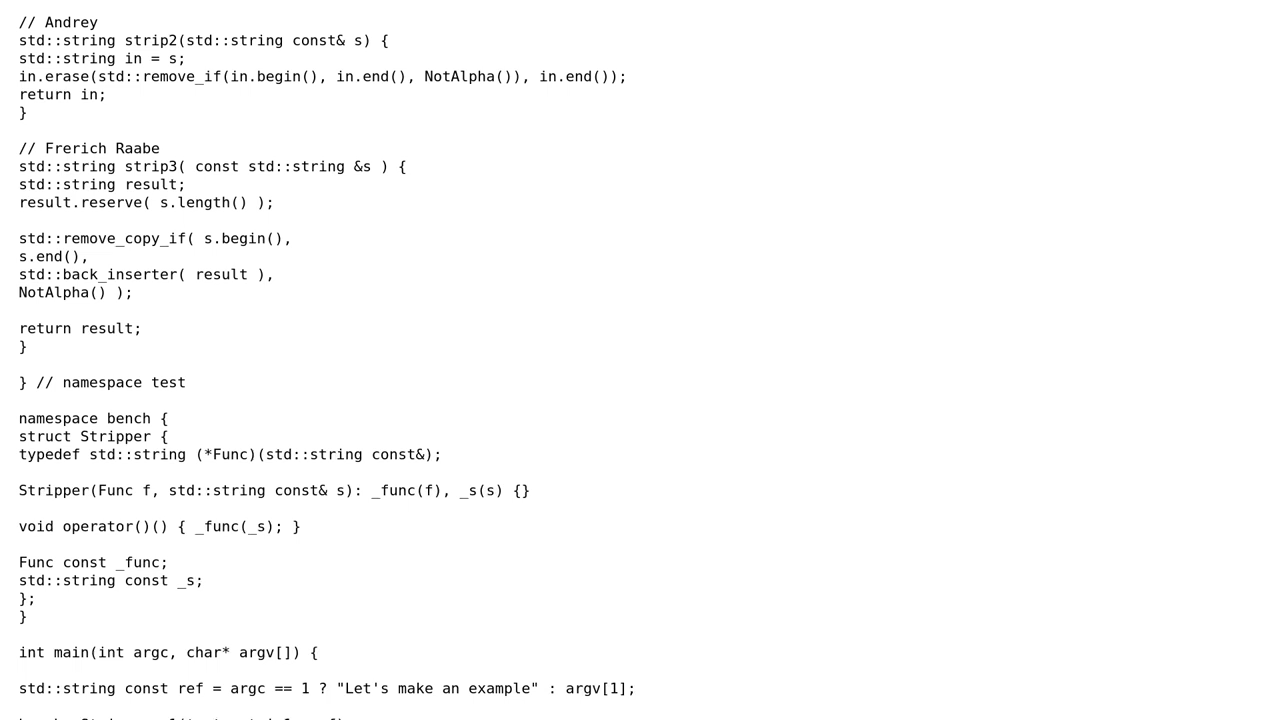 // Andrey
std::string strip2(std::string const& s) {
std::string in = s;
in.erase(std::remove_if(in.begin(), in.end(), NotAlpha()), in.end());
return in;
}

// Frerich Raabe
std::string strip3( const std::string &s ) {
std::string result;
result.reserve( s.length() );

std::remove_copy_if( s.begin(),
s.end(),
std::back_inserter( result ),
NotAlpha() );

return result;
}

} // namespace test

namespace bench {
struct Stripper {
typedef std::string (*Func)(std::string const&);

Stripper(Func f, std::string const& s): _func(f), _s(s) {}

void operator()() { _func(_s); }

Func const _func;
std::string const _s;
};
}

int main(int argc, char* argv[]) {

std::string const ref = argc == 1 ? "Let's make an example" : argv[1];